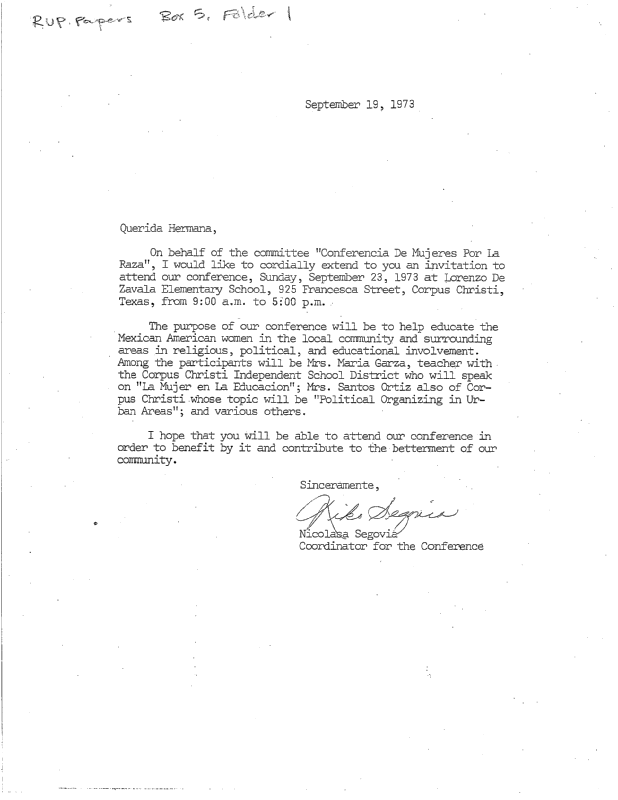 RUP. Papers Box 5, Folder 1
September 19, 1973
Querida Hermana,
On behalf of the committee "Conferencia De Mujeres Por La
Raza", I would like to cordially extend to you an invitation to
attend our conference, Sunday, September 23, 1973 at Lorenzo De
Zavala Elementary School, 925 Francesca Street, Corpus Christi,
Texas, from 9:00 a.m. to 5:00 p.m.
The purpose of our conference will be to help educate the
Mexican American women in the local community and surrounding
areas in religious, political, and educational involvement.
Among the participants will be Mrs. Maria Garza, teacher with
the Corpus Christi Independent School District who will speak
on "La Mujer en La Educacion"; Mrs. Santos Ortiz also of Cor-
pus Christi whose topic will be "Political Organizing in Ur-
ban Areas"; and various others.
I hope that you will be able to attend our conference in
order to benefit by it and contribute to the betterment of our
community.
Sinceramente,
Kiko Segovia
Nicolasa Segovia
Coordinator for the Conference